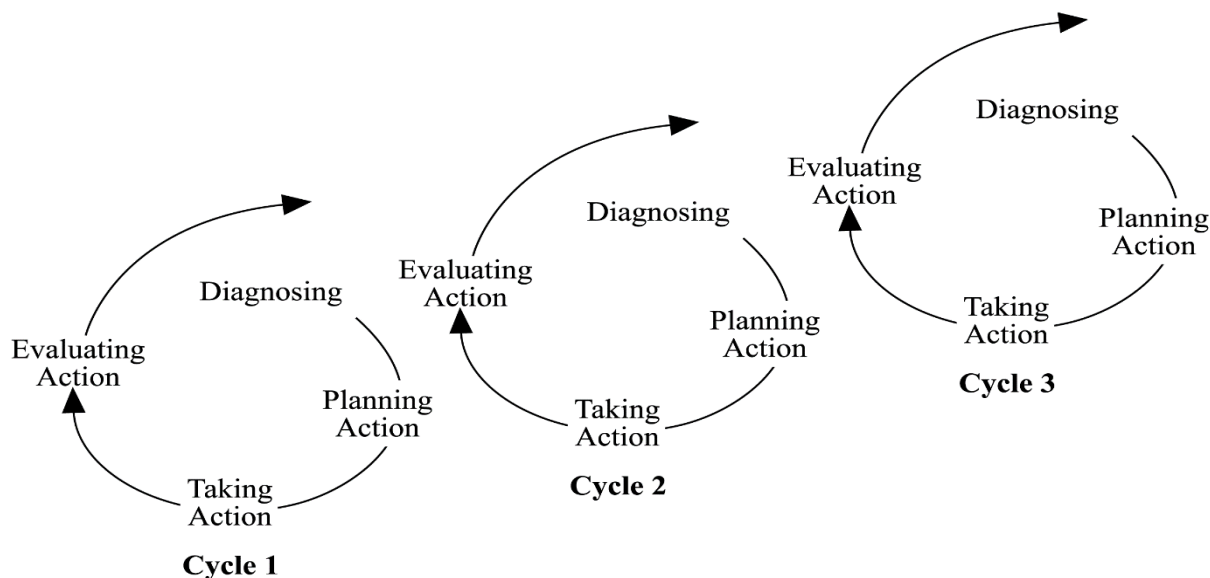 Diagnosing
Planning
Action
Taking
Action
Evaluating
Action
Cycle 1
Diagnosing
Planning
Action
Taking
Action
Evaluating
Action
Cycle 2
Diagnosing
Planning
Action
Taking
Action
Evaluating
Action
Cycle 3